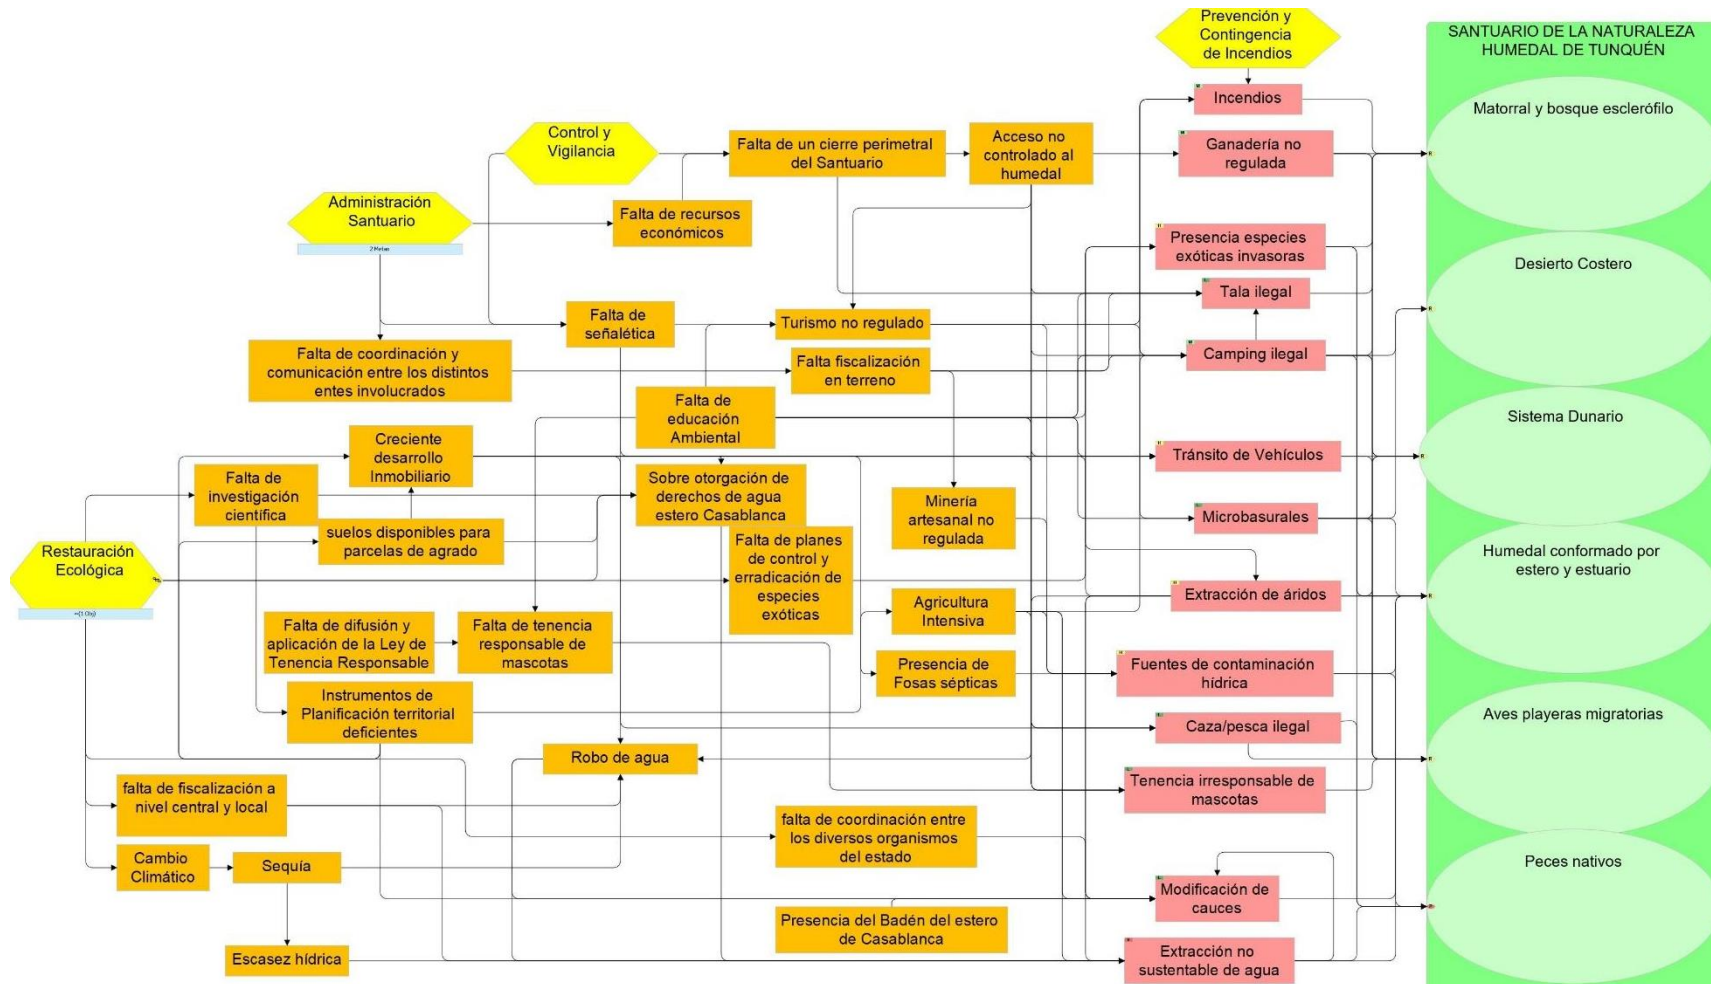 Prevención y
Contingencia
de Incendios
SANTUARIO DE LA NATURALEZA
HUMEDAL DE TUNQUÉN
Incendios
Matorral y bosque esclerófilo
Control y
Vigilancia
Falta de un cierre perimetral
del Santuario
Acceso no
controlado al
humedal
Ganadería no
regulada
Administración
Santuario
2 Metas
Falta de recursos
económicos
Presencia especies
exóticas invasoras
Desierto Costero
Tala ilegal
Falta de
señalética
Turismo no regulado
Falta de coordinación y
comunicación entre los distintos
entes involucrados
Falta fiscalización
en terreno
Camping ilegal
Falta de
educación
Ambiental
Sistema Dunario
Creciente
desarrollo
Inmobiliario
Tránsito de Vehículos
Falta de
investigación
científica
Sobre otorgación de
derechos de agua
estero Casablanca
Minería
artesanal no
regulada
Microbasurales
suelos disponibles para
parcelas de agrado
Restauración
Ecológica
Falta de planes
de control y
erradicación de
especies
exóticas
Humedal conformado por
estero y estuario
Agricultura
Intensiva
Extracción de áridos
Falta de difusión y
aplicación de la Ley de
Tenencia Responsable
Falta de tenencia
responsable de
mascotas
Presencia de
Fosas sépticas
Fuentes de contaminación
hídrica
Instrumentos de
Planificación territorial
deficientes
Caza/pesca ilegal
Aves playeras migratorias
Robo de agua
Tenencia irresponsable de
mascotas
falta de fiscalización a
nivel central y local
falta de coordinación entre
los diversos organismos
del estado
Cambio
Climático
Sequía
Peces nativos
Modificación de
cauces
Presencia del Badén del estero
de Casablanca
Escasez hídrica
Extracción no
sustentable de agua